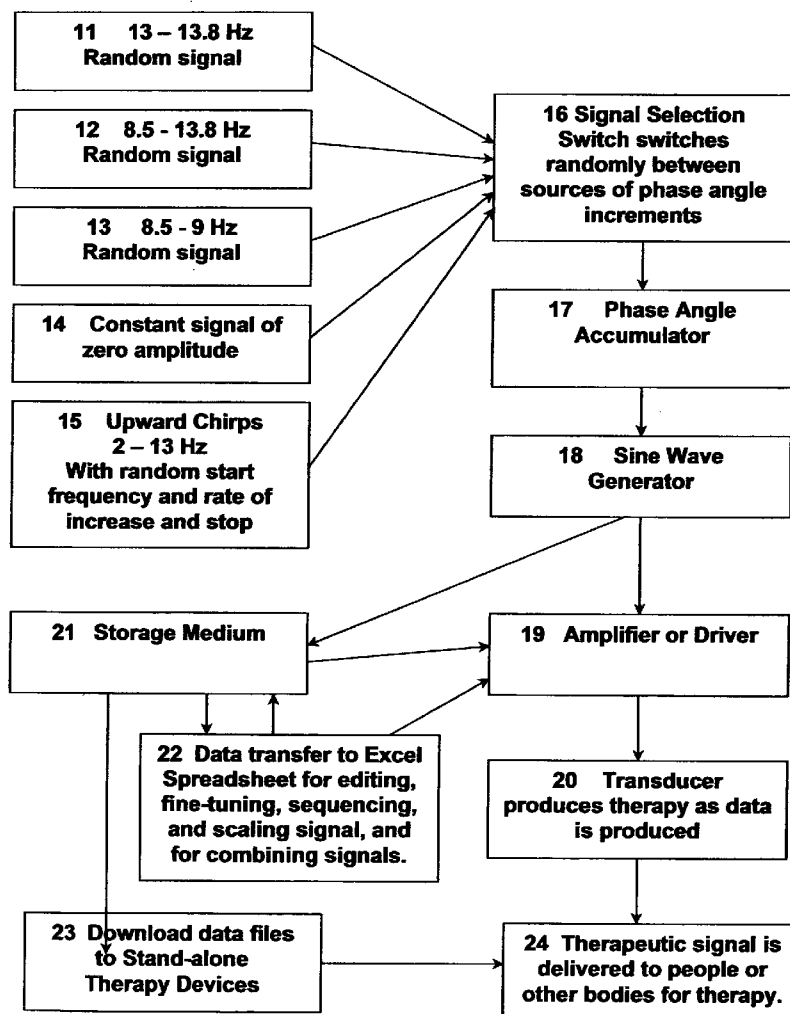 11 13 – 13.8 Hz
Random signal
12 8.5 - 13.8 Hz
Random signal
13 8.5 - 9 Hz
Random signal
14 Constant signal of
zero amplitude
15 Upward Chirps
2 – 13 Hz
With random start
frequency and rate of
increase and stop
16 Signal Selection
Switch switches
randomly between
sources of phase angle
increments
17 Phase Angle
Accumulator
18 Sine Wave
Generator
21 Storage Medium
19 Amplifier or Driver
22 Data transfer to Excel
Spreadsheet for editing,
fine-tuning, sequencing,
and scaling signal, and
for combining signals.
20 Transducer
produces therapy as data
is produced
23 Download data files
to Stand-alone
Therapy Devices
24 Therapeutic signal is
delivered to people or
other bodies for therapy.